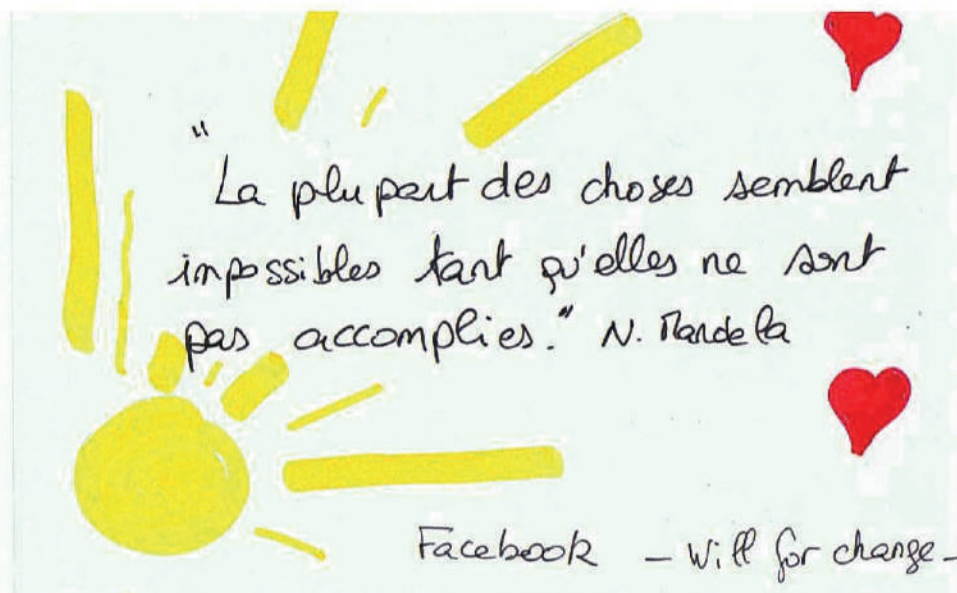 "La plupart des choses semblent
impossibles tant qu'elles ne sont
pas accomplies." N. Mandela
Facebook - Will for change -